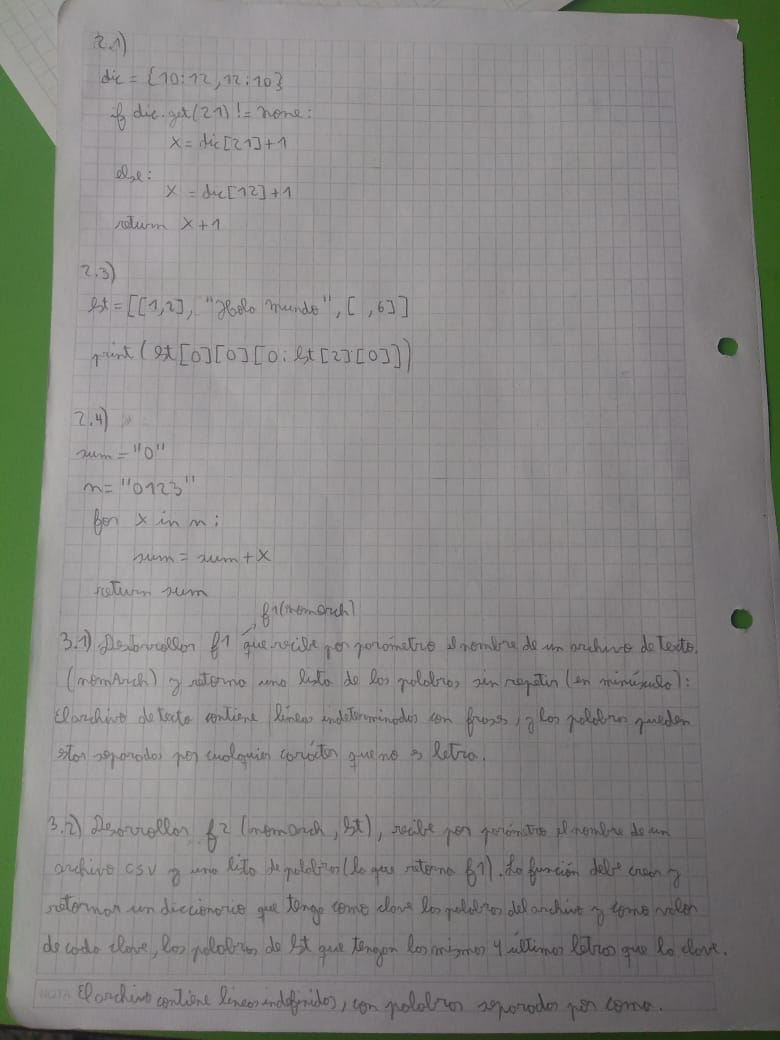 2.1)
dic = {10:12, 12:10}
if dic.get(21) != none:
x = dic[21]+1
else:
x = dic[12]+1
return x+1
2.3)
lst = [[1,2], "Hola mundo", [ ,6]]
print(lst[0][0][0:lst[2][0]])
2.4)
sum = "0"
n = "0123"
for x in n:
sum = sum + x
return sum
f1(nomarch)
3.1) Desarrollar f1 que recibe por parámetro el nombre de un archivo de texto.
(nomArch) y retorna una lista de las palabras sin repetir (en minúscula):
El archivo de texto contiene líneas indeterminadas con frases, y las palabras pueden
estar separadas por cualquier carácter que no es letra.
3.2) Desarrollar f2 (nomarch, lst), recibe por parámetro el nombre de un
archivo csv y una lista de palabras (lo que retorna f1). La función debe crear y
retornar un diccionario que tenga como clave las palabras del archivo y como valor
de cada clave, las palabras de lst que tengan las mismas 4 últimas letras que la clave.
NOTA El archivo contiene líneas indefinidas, con palabras separadas por coma.